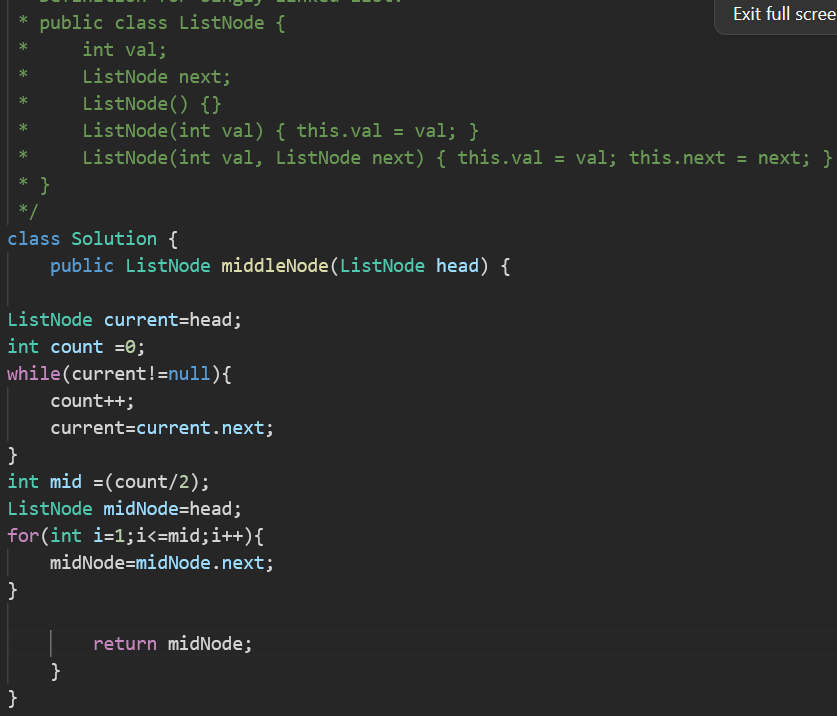 Definition for singly-linked list.
Exit full scree
 * public class ListNode {
 *     int val;
 *     ListNode next;
 *     ListNode() {}
 *     ListNode(int val) { this.val = val; }
 *     ListNode(int val, ListNode next) { this.val = val; this.next = next; }
 * }
 */
class Solution {
    public ListNode middleNode(ListNode head) {
ListNode current=head;
int count =0;
while(current!=null){
    count++;
    current=current.next;
}
int mid =(count/2);
ListNode midNode=head;
for(int i=1;i<=mid;i++){
    midNode=midNode.next;
}
        return midNode;
    }
}